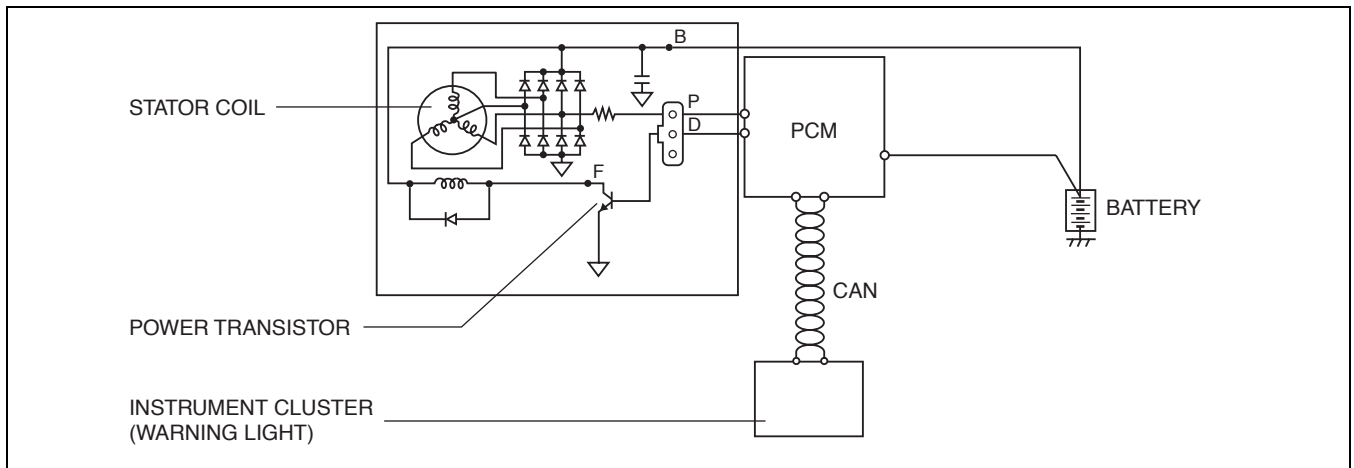 B
STATOR COIL
P
D
PCM
F
BATTERY
CAN
POWER TRANSISTOR
INSTRUMENT CLUSTER
(WARNING LIGHT)